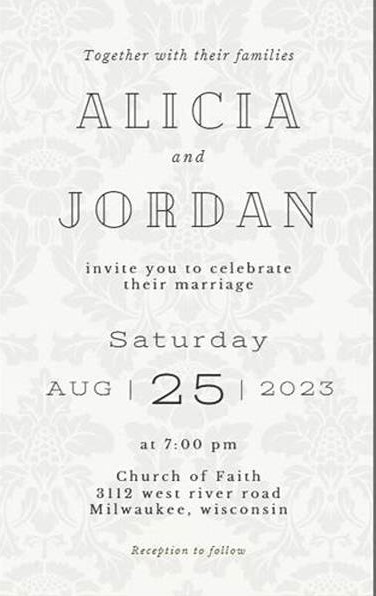 Together with their families
ALICIA
and
JORDAN
invite you to celebrate
their marriage
Saturday
AUG | 25 | 2023
at 7:00 pm
Church of Faith
3112 west river road
Milwaukee, wisconsin
Reception to follow